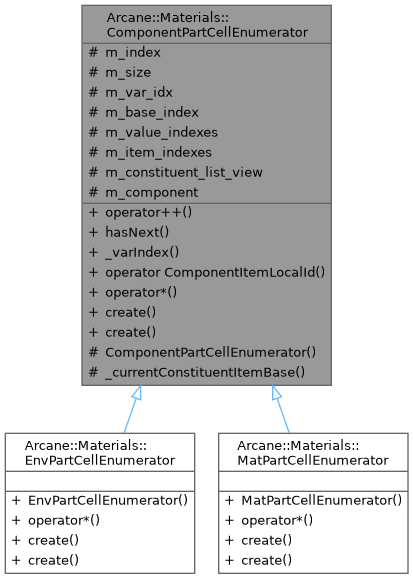 Arcane::Materials::
ComponentPartCellEnumerator
# m_index
# m_size
# m_var_idx
# m_base_index
# m_value_indexes
# m_item_indexes
# m_constituent_list_view
# m_component
+ operator++()
+ hasNext()
+ _varIndex()
+ operator ComponentItemLocalId()
+ operator*()
+ create()
+ create()
# ComponentPartCellEnumerator()
# _currentConstituentItemBase()
Arcane::Materials::
EnvPartCellEnumerator
+ EnvPartCellEnumerator()
+ operator*()
+ create()
+ create()
Arcane::Materials::
MatPartCellEnumerator
+ MatPartCellEnumerator()
+ operator*()
+ create()
+ create()